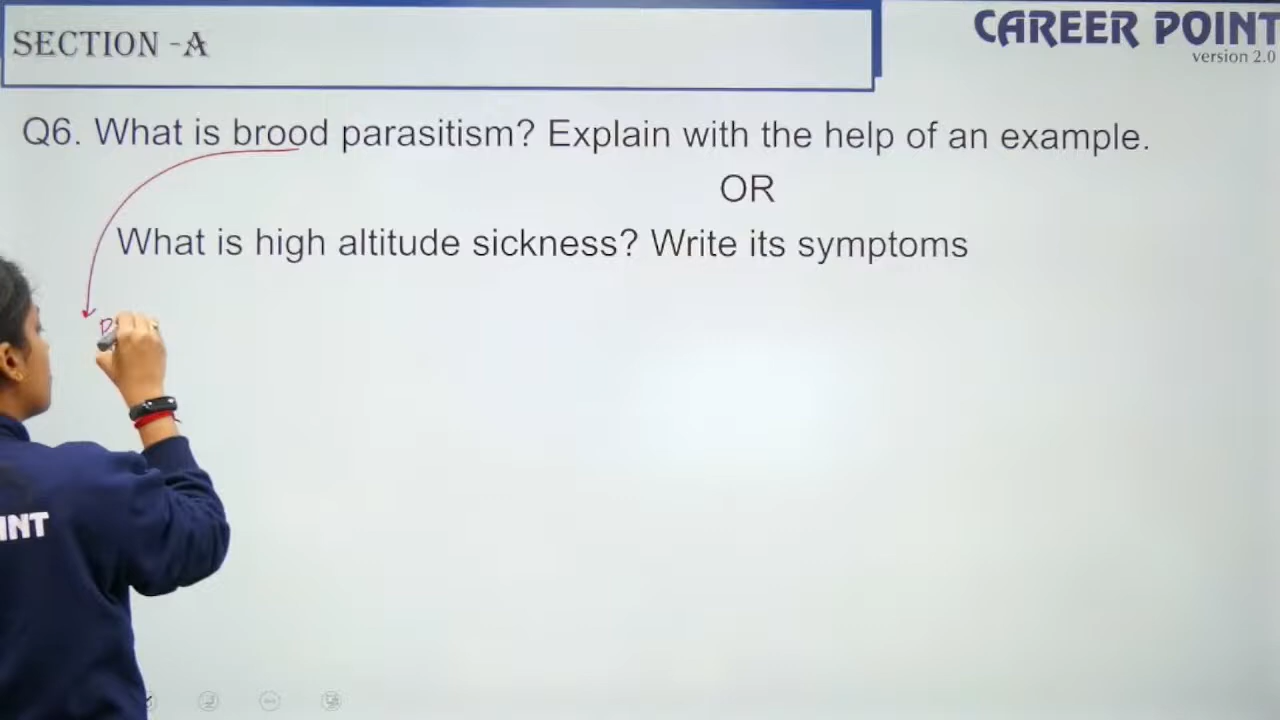 SECTION -A
CAREER POINT
version 2.0
Q6. What is brood parasitism? Explain with the help of an example.
OR
What is high altitude sickness? Write its symptoms
INT